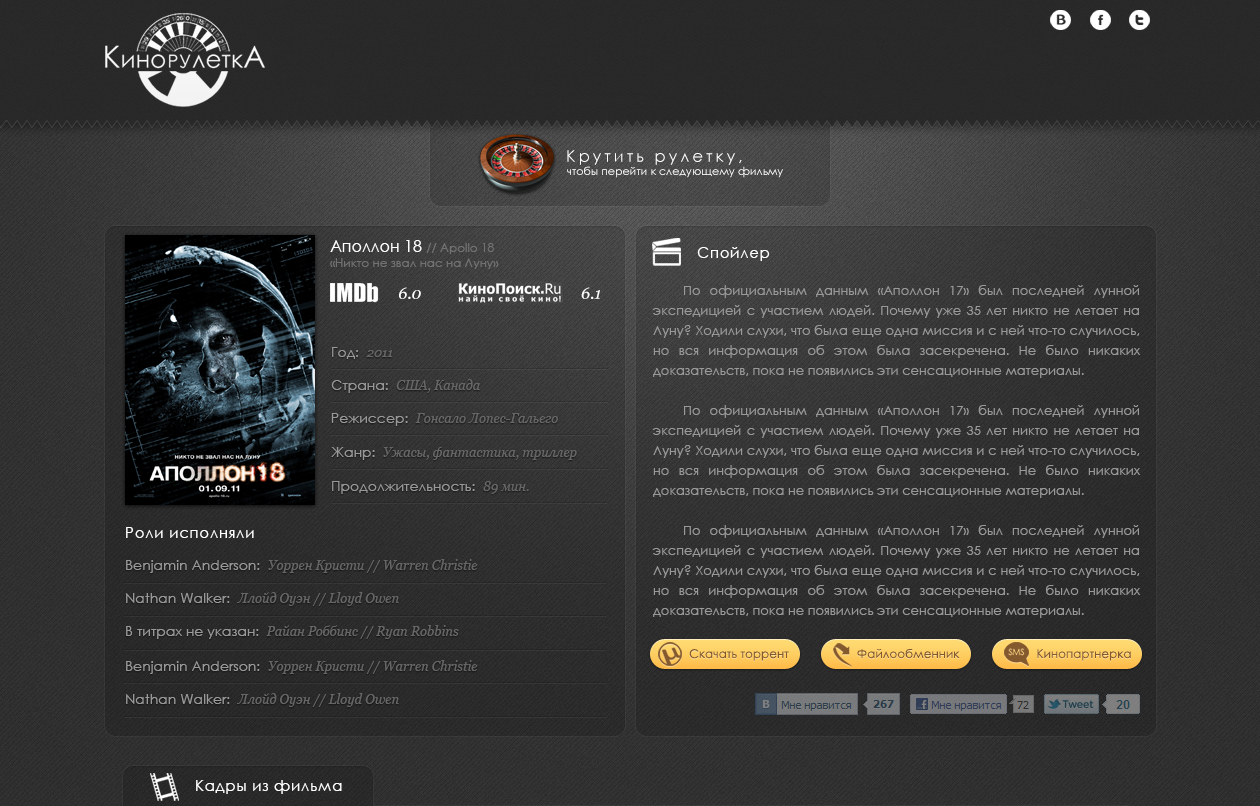 КинорулеткА
Крутить рулетку,
чтобы перейти к следующему фильму
Аполлон 18 // Apollo 18
«Никто не звал нас на Луну»
IMDb 6.0 КиноПоиск.Ru 6.1
найди своё кино!
Год: 2011
Страна: США, Канада
Режиссер: Гонсало Лопес-Гальего
Жанр: Ужасы, фантастика, триллер
Продолжительность: 89 мин.
НИКТО НЕ ЗВАЛ НАС НА ЛУНУ
АПОЛЛОН 18
01.09.11
Роли исполняли
Benjamin Anderson: Уоррен Кристи // Warren Christie
Nathan Walker: Ллойд Оуэн // Lloyd Owen
В титрах не указан: Райан Роббинс // Ryan Robbins
Benjamin Anderson: Уоррен Кристи // Warren Christie
Nathan Walker: Ллойд Оуэн // Lloyd Owen
Спойлер
По официальным данным «Аполлон 17» был последней лунной
экспедицией с участием людей. Почему уже 35 лет никто не летает на
Луну? Ходили слухи, что была еще одна миссия и с ней что-то случилось,
но вся информация об этом была засекречена. Не было никаких
доказательств, пока не появились эти сенсационные материалы.
По официальным данным «Аполлон 17» был последней лунной
экспедицией с участием людей. Почему уже 35 лет никто не летает на
Луну? Ходили слухи, что была еще одна миссия и с ней что-то случилось,
но вся информация об этом была засекречена. Не было никаких
доказательств, пока не появились эти сенсационные материалы.
По официальным данным «Аполлон 17» был последней лунной
экспедицией с участием людей. Почему уже 35 лет никто не летает на
Луну? Ходили слухи, что была еще одна миссия и с ней что-то случилось,
но вся информация об этом была засекречена. Не было никаких
доказательств, пока не появились эти сенсационные материалы.
Скачать торрент Файлообменник SMS Кинопартнерка
В Мне нравится 267 f Мне нравится 72 Tweet 20
Кадры из фильма